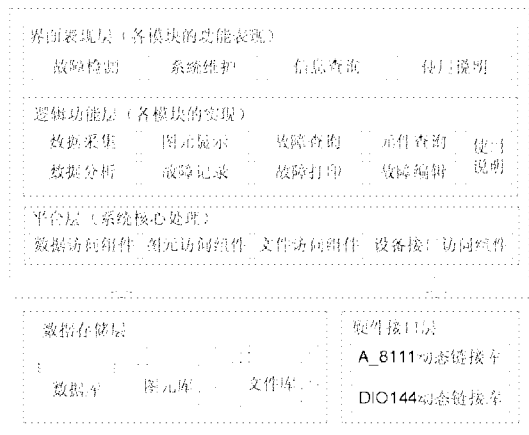 界面表现层（各模块的功能表现）
故障检测 系统维护 信息查询 使用说明
逻辑功能层（各模块的实现）
数据采集 图元显示 故障查询 元件查询 使用
数据分析 故障记录 故障打印 故障编辑 说明
平台层（系统核心处理）
数据访问组件 图元访问组件 文件访问组件 设备接口访问组件
数据存储层 硬件接口层
A_8111动态链接库
数据库 图元库 文件库
DIO144动态链接库